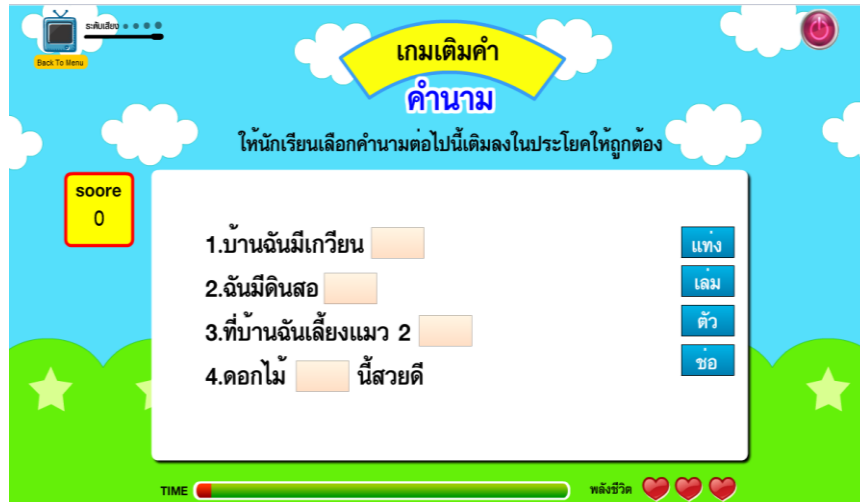 ระดับเสียง
Back To Menu
เกมเติมคำ
คำนาม
ให้นักเรียนเลือกคำนามต่อไปนี้เติมลงในประโยคให้ถูกต้อง
soore
0
1.บ้านฉันมีเกวียน
2.ฉันมีดินสอ
3.ที่บ้านฉันเลี้ยงแมว 2
4.ดอกไม้ นี้สวยดี
แท่ง
เล่ม
ตัว
ช่อ
TIME
พลังชีวิต